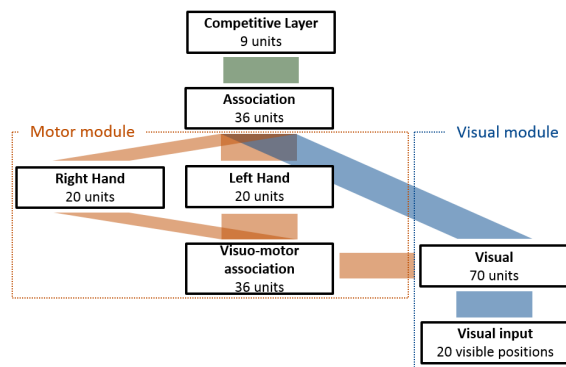 Competitive Layer
9 units
Association
36 units
Motor module
Visual module
Right Hand
20 units
Left Hand
20 units
Visuo-motor
association
36 units
Visual
70 units
Visual input
20 visible positions